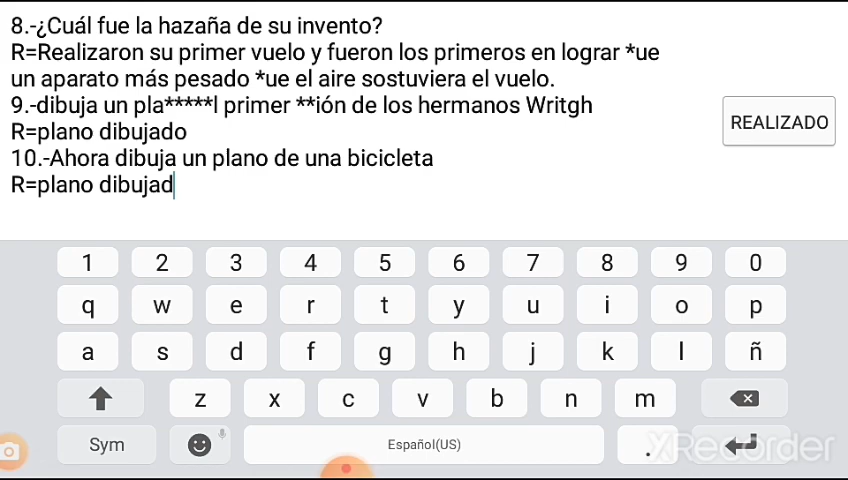 8.-¿Cuál fue la hazaña de su invento?
R=Realizaron su primer vuelo y fueron los primeros en lograr *ue
un aparato más pesado *ue el aire sostuviera el vuelo.
9.-dibuja un pla*****l primer **ión de los hermanos Writgh
R=plano dibujado
REALIZADO
10.-Ahora dibuja un plano de una bicicleta
R=plano dibujad
1 2 3 4 5 6 7 8 9 0
q w e r t y u i o p
a s d f g h j k l ñ
z x c v b n m
Sym Español(US) .
XRecorder